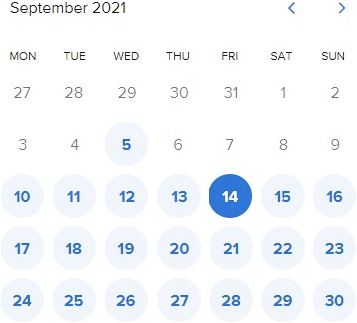 September 2021
MON TUE WED THU FRI SAT SUN
27 28 29 30 31 1 2
3 4 5 6 7 8 9
10 11 12 13 14 15 16
17 18 19 20 21 22 23
24 25 26 27 28 29 30